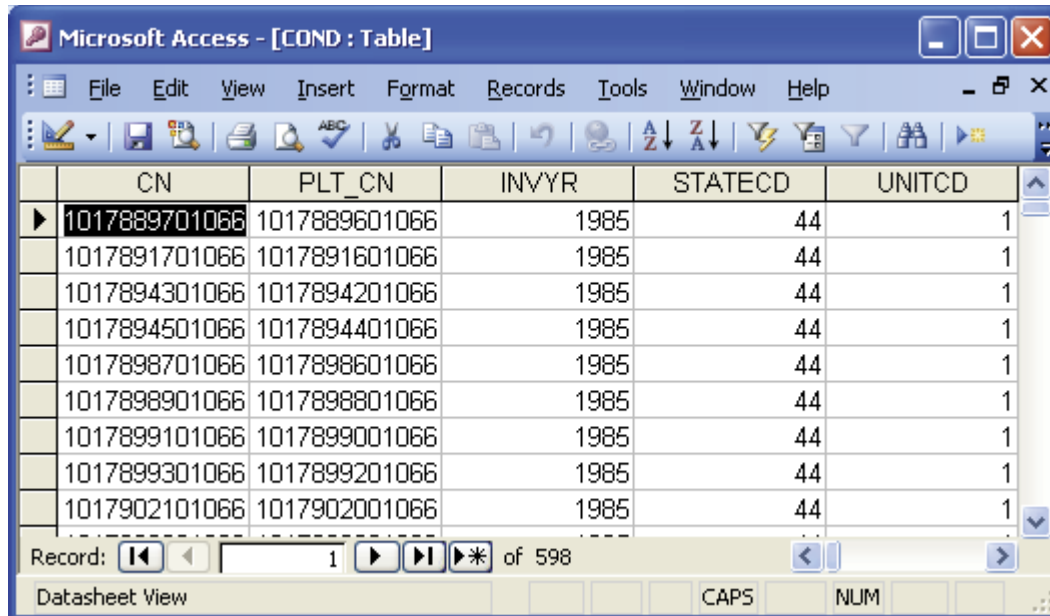 Microsoft Access - [COND : Table]
File Edit View Insert Format Records Tools Window Help
CN PLT_CN INVYR STATECD UNITCD
1017889701066 1017889601066 1985 44 1
1017891701066 1017891601066 1985 44 1
1017894301066 1017894201066 1985 44 1
1017894501066 1017894401066 1985 44 1
1017898701066 1017898601066 1985 44 1
1017898901066 1017898801066 1985 44 1
1017899101066 1017899001066 1985 44 1
1017899301066 1017899201066 1985 44 1
1017902101066 1017902001066 1985 44 1
Record: 1 of 598
Datasheet View CAPS NUM